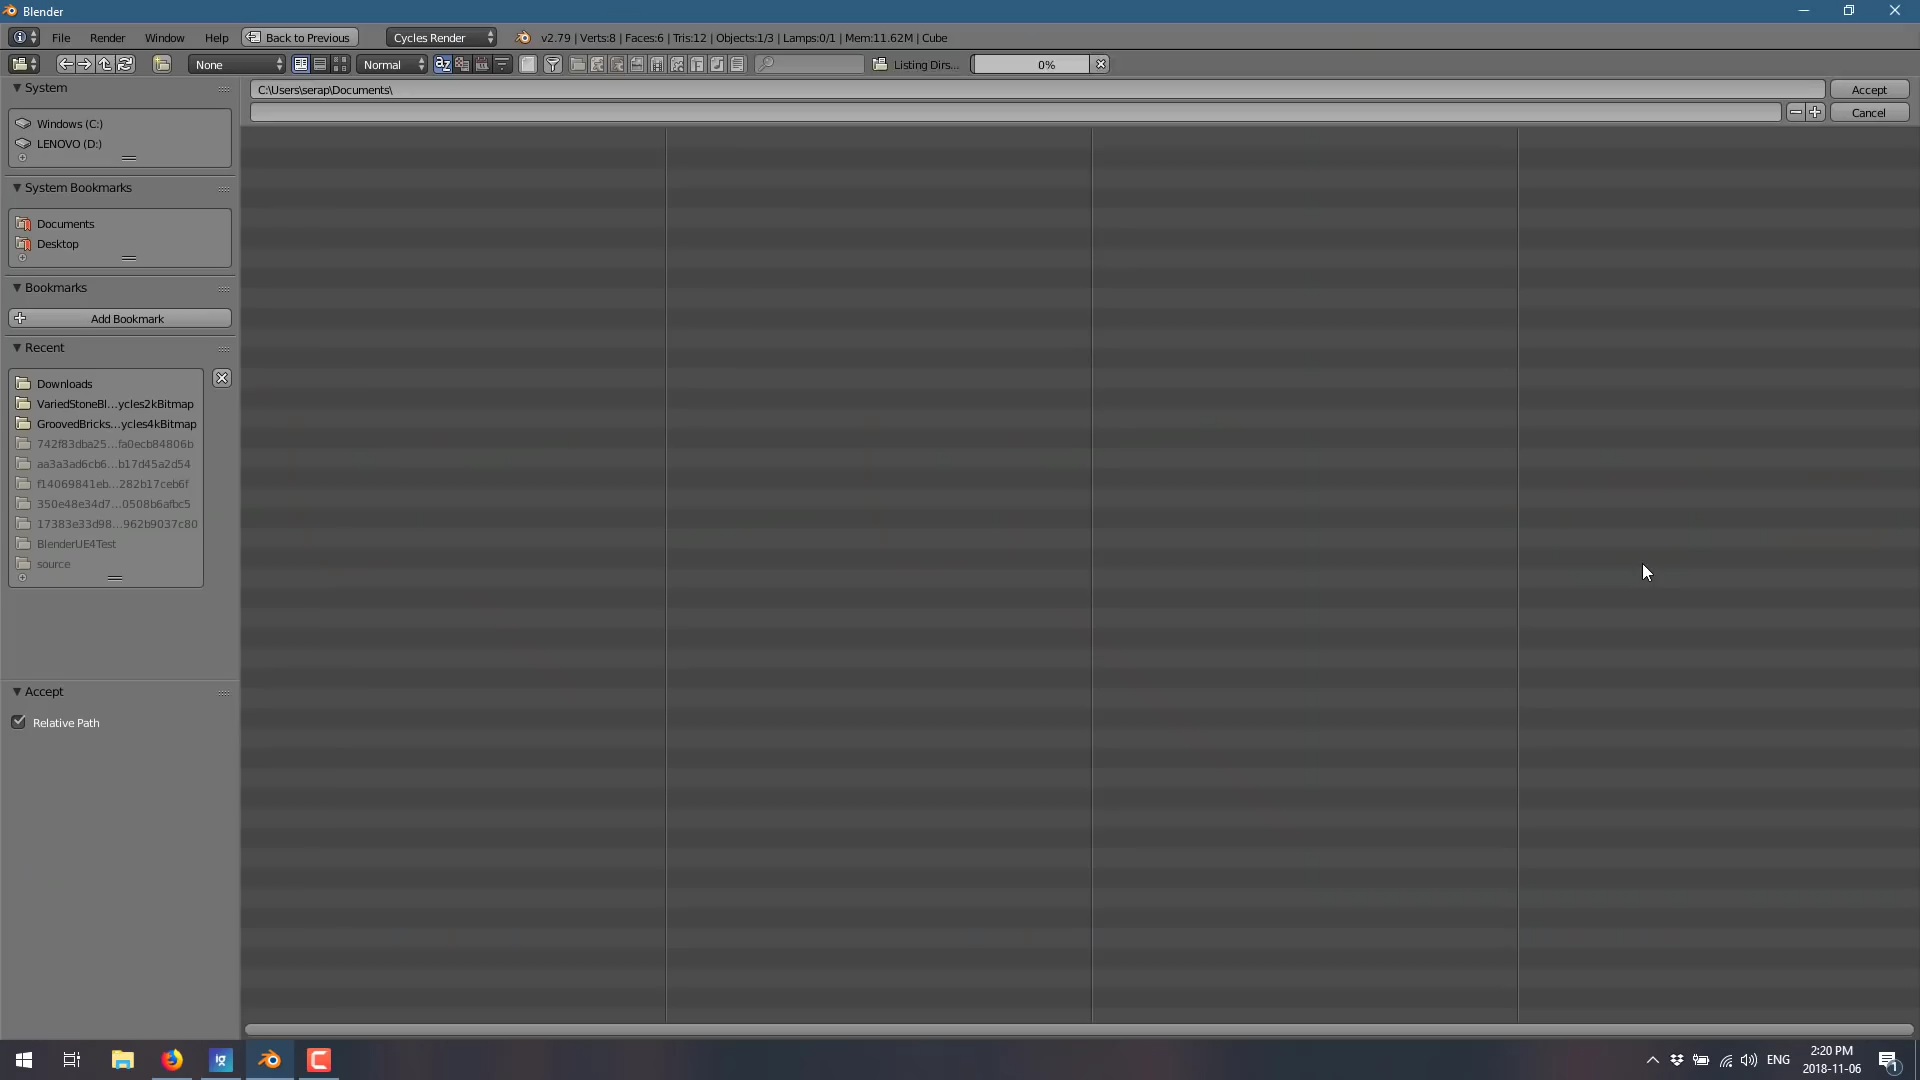 Blender
File Render Window Help Back to Previous Cycles Render v2.79 | Verts:8 | Faces:6 | Tris:12 | Objects:1/3 | Lamps:0/1 | Mem:11.62M | Cube
None Normal Listing Dirs... 0%
System
C:\Users\serap\Documents\ Accept
Cancel
Windows (C:)
LENOVO (D:)
System Bookmarks
Documents
Desktop
Bookmarks
Add Bookmark
Recent
Downloads
VariedStoneBl...ycles2kBitmap
GroovedBricks...ycles4kBitmap
742f83dba25...fa0ecb84806b
aa3a3ad6cb6...b17d45a2d54
f14069841eb...282b17ceb6f
350e48e34d7...0508b6afbc5
17383e33d98...962b9037c80
BlenderUE4Test
source
Accept
Relative Path
ENG
2:20 PM
2018-11-06